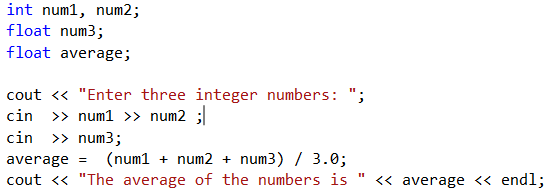 int num1, num2;
float num3;
float average;
cout << "Enter three integer numbers: ";
cin  >> num1 >> num2 ;
cin  >> num3;
average =  (num1 + num2 + num3) / 3.0;
cout << "The average of the numbers is " << average << endl;